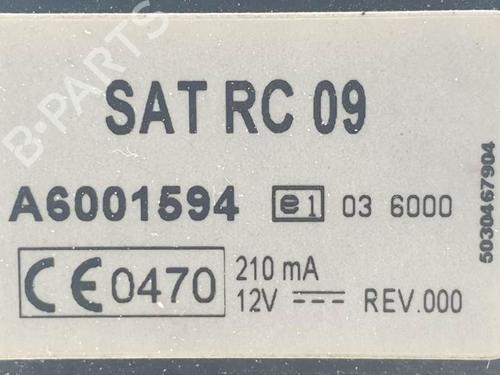 B-PARTS
SAT RC 09
A6001594 e1 03 6000
CE 0470 210 mA
12V REV.000
5030467904